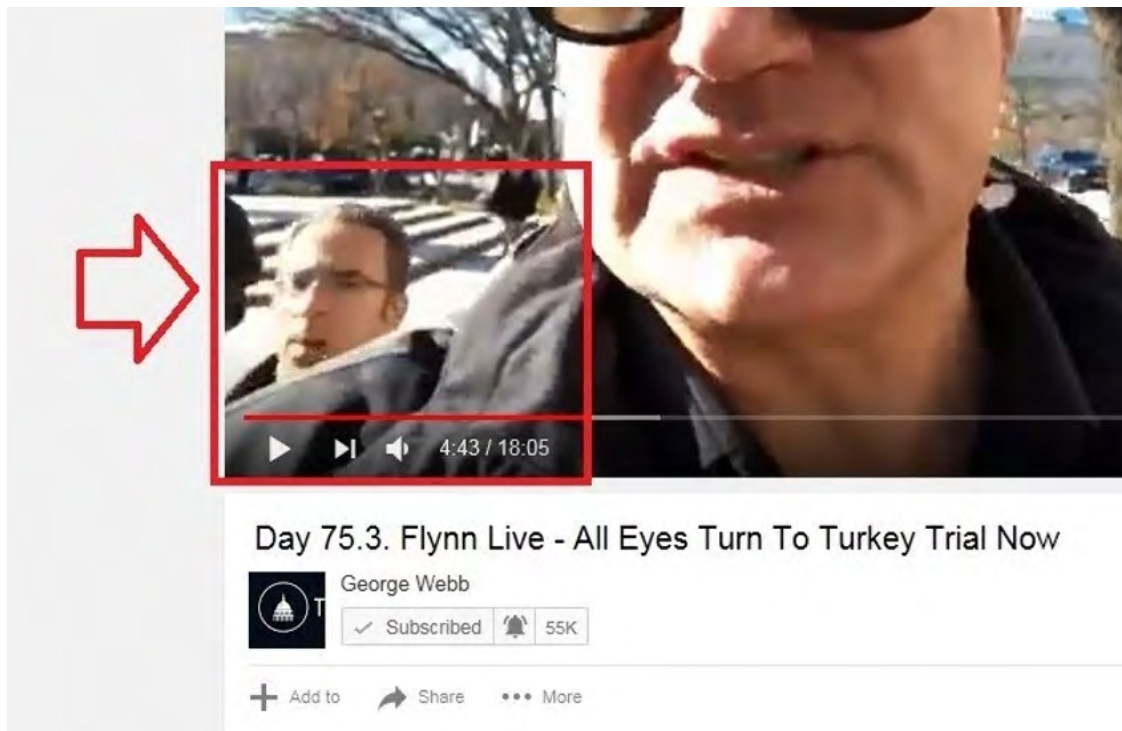 4:43 / 18:05
Day 75.3. Flynn Live - All Eyes Turn To Turkey Trial Now
T
George Webb
Subscribed 55K
Add to Share More